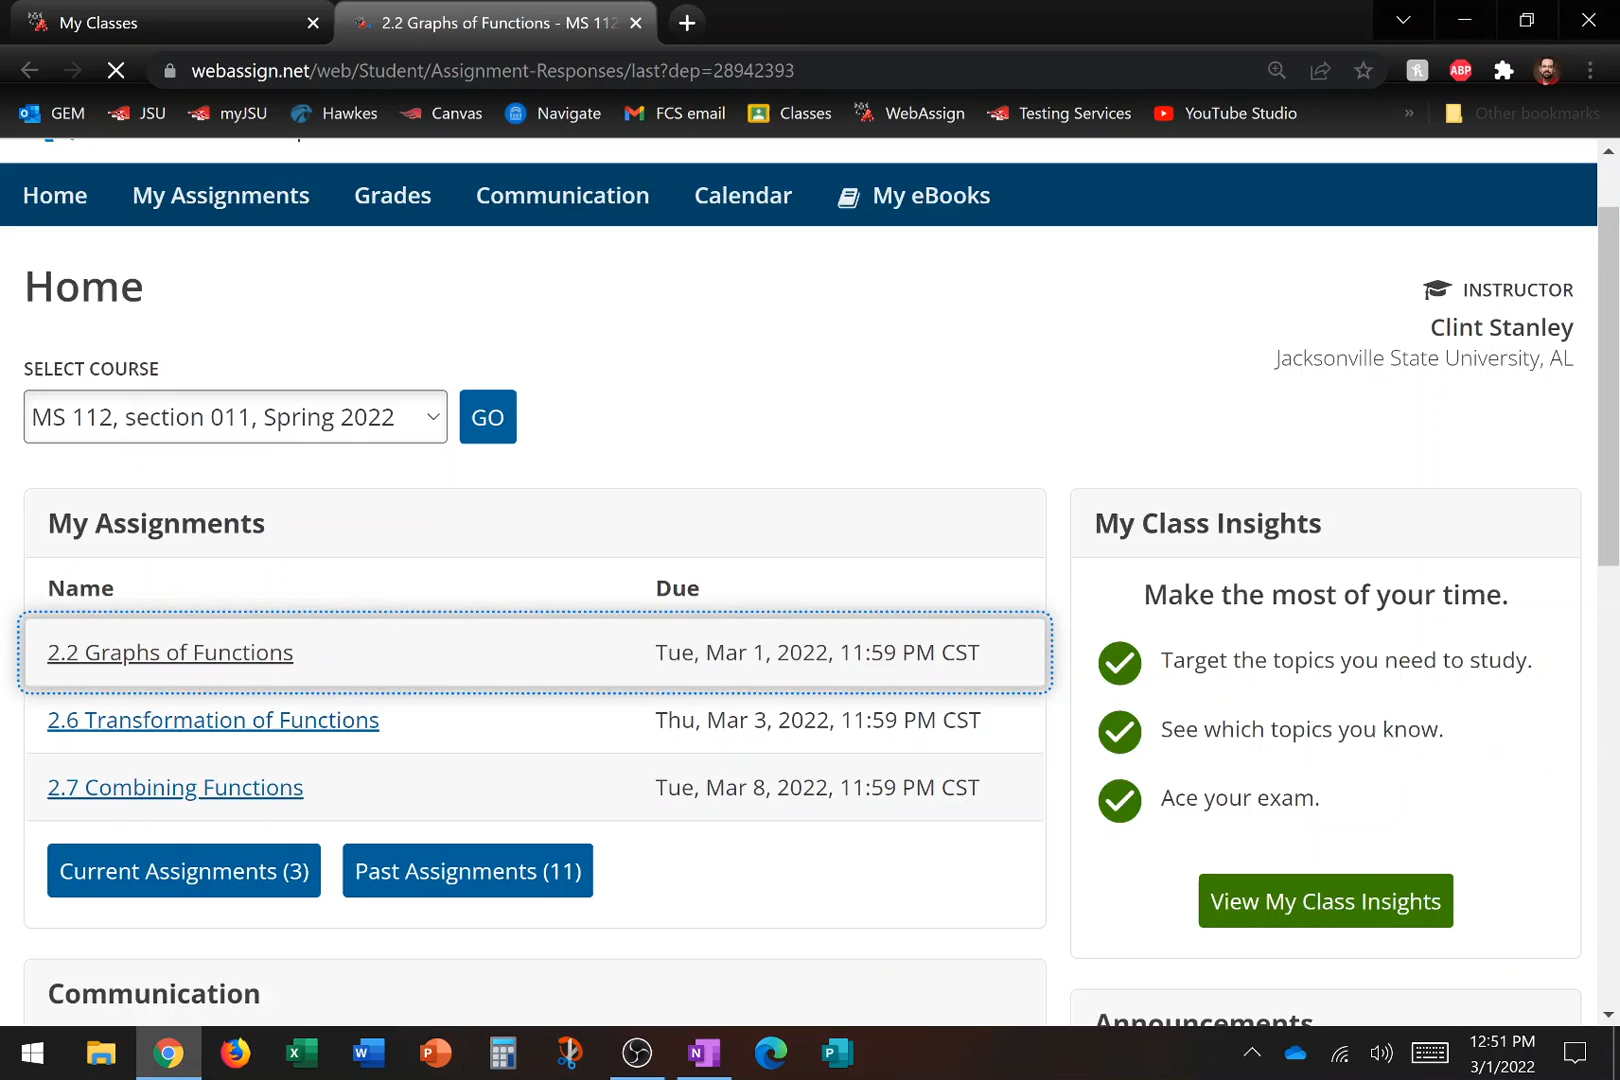 My Classes
2.2 Graphs of Functions - MS 112
webassign.net/web/Student/Assignment-Responses/last?dep=28942393
ABP
GEM JSU myJSU Hawkes Canvas Navigate FCS email Classes WebAssign Testing Services YouTube Studio » Other bookmarks
Home My Assignments Grades Communication Calendar My eBooks
Home
INSTRUCTOR
Clint Stanley
Jacksonville State University, AL
SELECT COURSE
MS 112, section 011, Spring 2022 GO
My Assignments
Name Due
2.2 Graphs of Functions Tue, Mar 1, 2022, 11:59 PM CST
2.6 Transformation of Functions Thu, Mar 3, 2022, 11:59 PM CST
2.7 Combining Functions Tue, Mar 8, 2022, 11:59 PM CST
Current Assignments (3) Past Assignments (11)
Communication
My Class Insights
Make the most of your time.
Target the topics you need to study.
See which topics you know.
Ace your exam.
View My Class Insights
Announcements
12:51 PM
3/1/2022